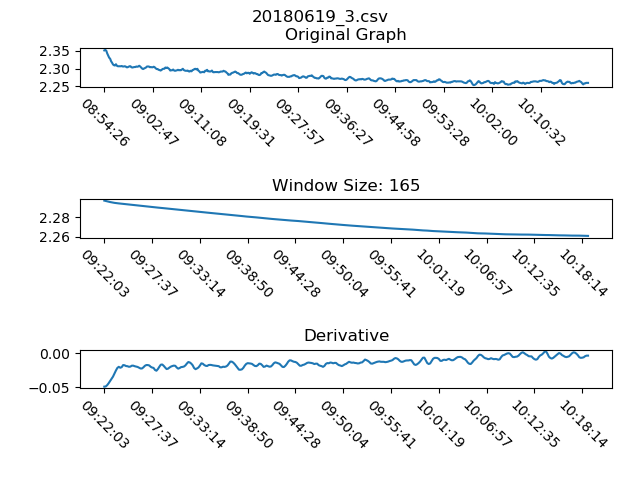 20180619_3.csv
Original Graph
2.35
2.30
2.25
08:54:26 09:02:47 09:11:08 09:19:31 09:27:57 09:36:27 09:44:58 09:53:28 10:02:00 10:10:32
Window Size: 165
2.28
2.26
09:22:03 09:27:37 09:33:14 09:38:50 09:44:28 09:50:04 09:55:41 10:01:19 10:06:57 10:12:35 10:18:14
Derivative
0.00
−0.05
09:22:03 09:27:37 09:33:14 09:38:50 09:44:28 09:50:04 09:55:41 10:01:19 10:06:57 10:12:35 10:18:14